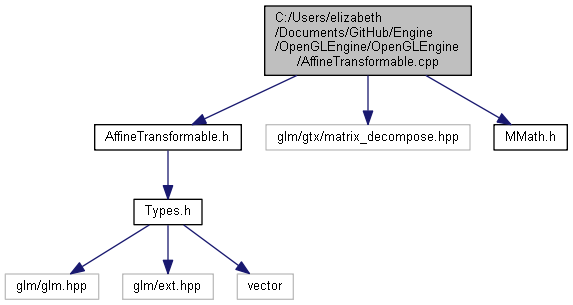 C:/Users/elizabeth
/Documents/GitHub/Engine
/OpenGLEngine/OpenGLEngine
/AffineTransformable.cpp
AffineTransformable.h
glm/gtx/matrix_decompose.hpp
MMath.h
Types.h
glm/glm.hpp
glm/ext.hpp
vector